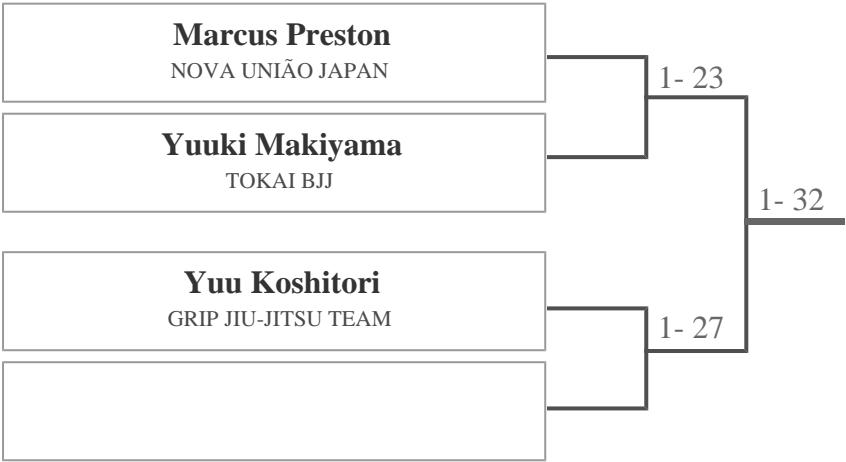 Marcus Preston
NOVA UNIÃO JAPAN
1- 23
Yuuki Makiyama
TOKAI BJJ
1- 32
Yuu Koshitori
GRIP JIU-JITSU TEAM
1- 27